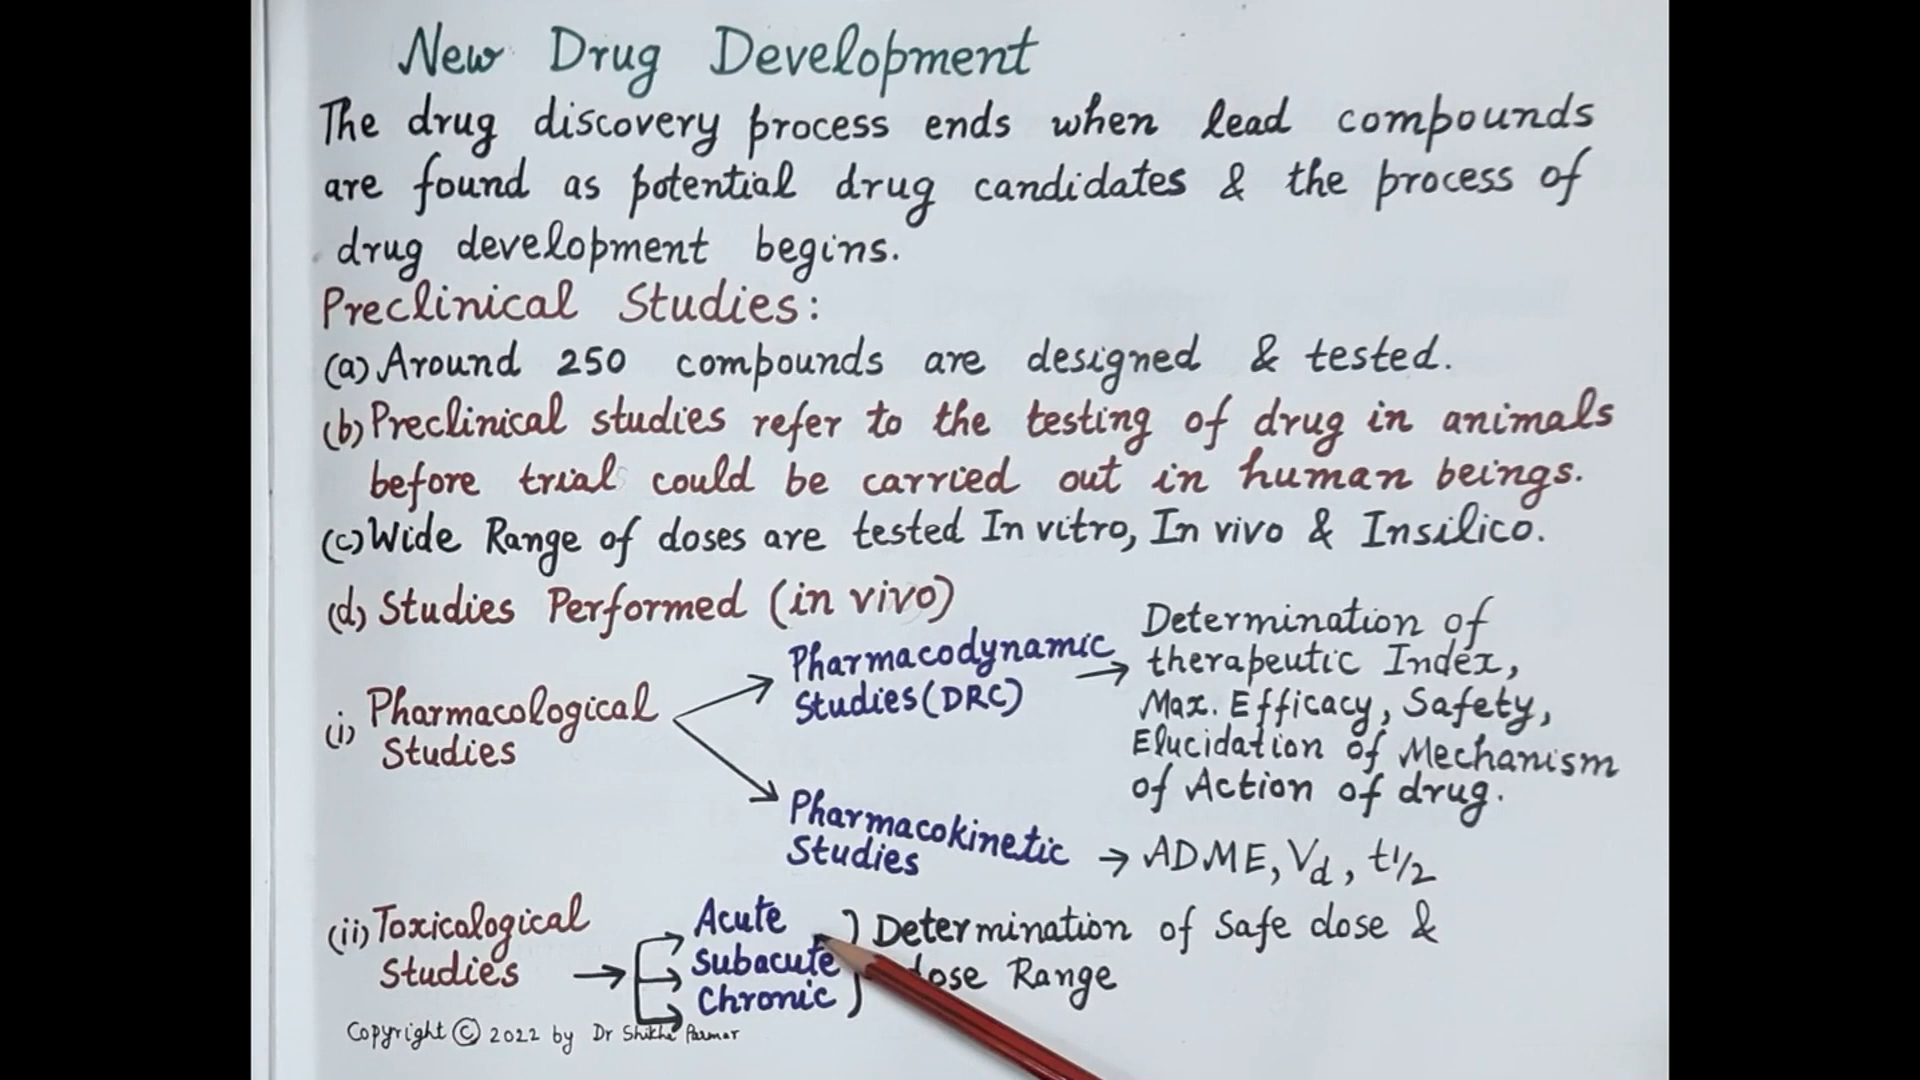 New Drug Development
The drug discovery process ends when lead compounds
are found as potential drug candidates & the process of
drug development begins.
Preclinical Studies:
(a) Around 250 compounds are designed & tested.
(b) Preclinical studies refer to the testing of drug in animals
before trial could be carried out in human beings.
(c) Wide Range of doses are tested In vitro, In vivo & Insilico.
(d) Studies Performed (in vivo)
(i) Pharmacological
Studies
Pharmacodynamic
Studies (DRC)
→ Determination of
therapeutic Index,
Max. Efficacy, Safety,
Elucidation of Mechanism
of Action of drug.
Pharmacokinetic
Studies
→ ADME, Vd, t1/2
(ii) Toxicological
Studies →
Acute
Subacute
Chronic
Determination of Safe dose &
dose Range
Copyright © 2022 by Dr Shikha Parmar